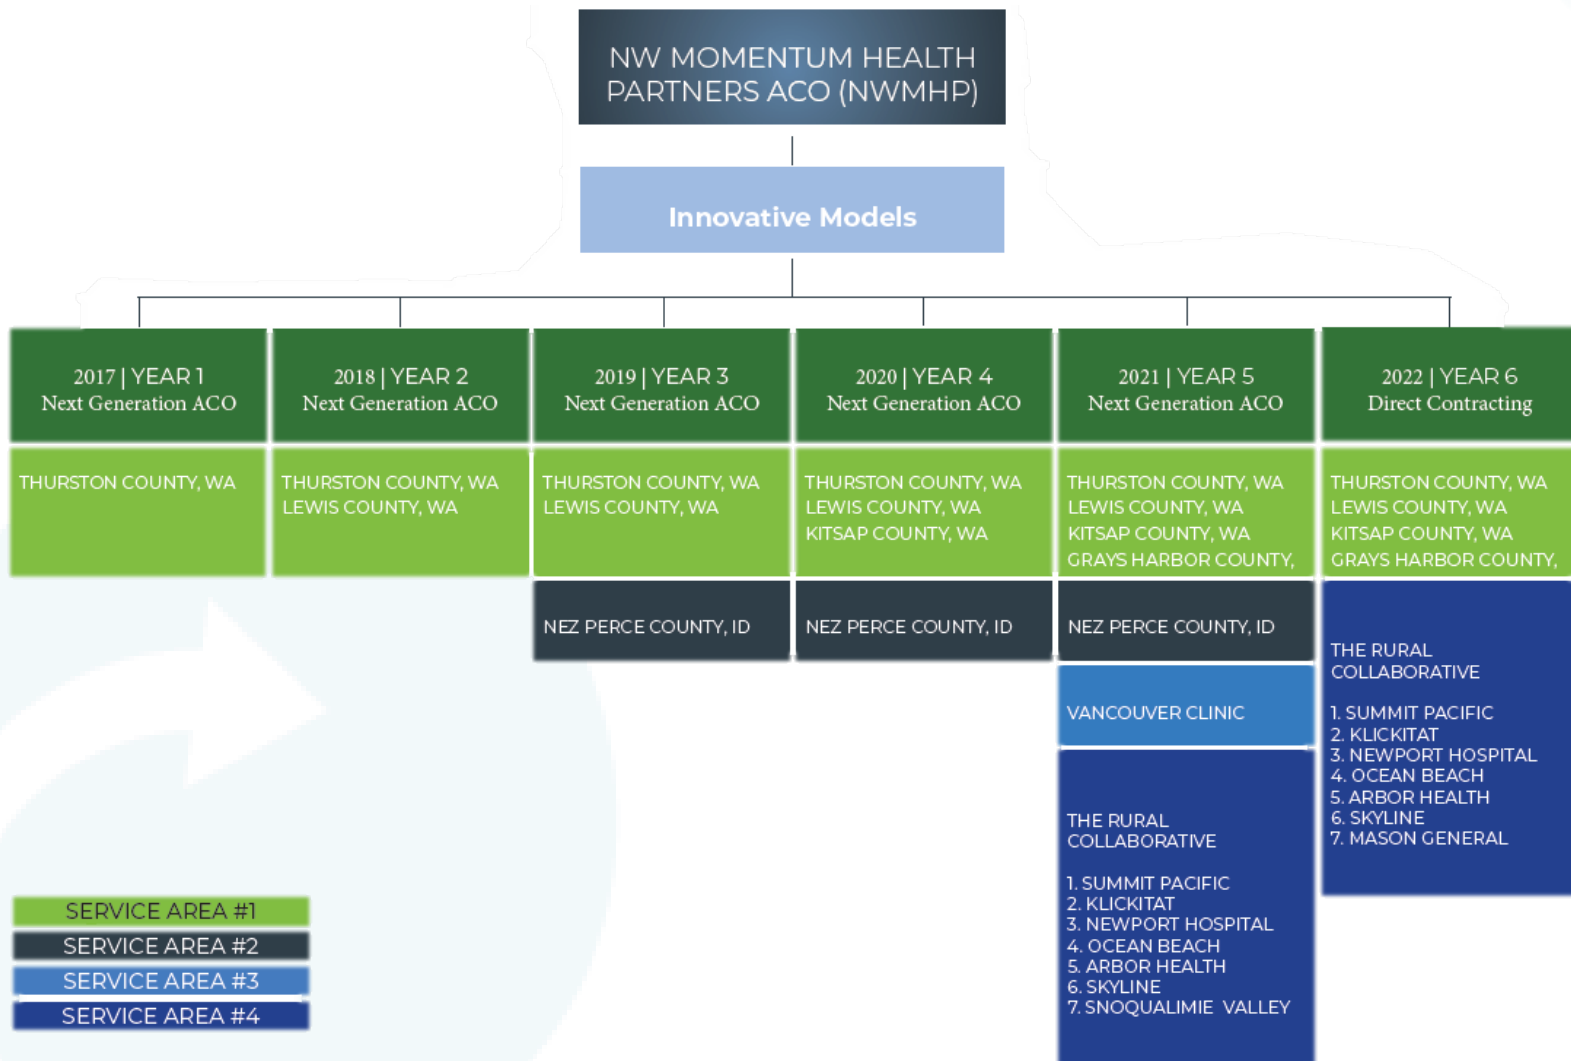 NW MOMENTUM HEALTH
PARTNERS ACO (NWMHP)
Innovative Models
2017 | YEAR 1
Next Generation ACO
THURSTON COUNTY, WA
2018 | YEAR 2
Next Generation ACO
THURSTON COUNTY, WA
LEWIS COUNTY, WA
2019 | YEAR 3
Next Generation ACO
THURSTON COUNTY, WA
LEWIS COUNTY, WA
NEZ PERCE COUNTY, ID
2020 | YEAR 4
Next Generation ACO
THURSTON COUNTY, WA
LEWIS COUNTY, WA
KITSAP COUNTY, WA
NEZ PERCE COUNTY, ID
2021 | YEAR 5
Next Generation ACO
THURSTON COUNTY, WA
LEWIS COUNTY, WA
KITSAP COUNTY, WA
GRAYS HARBOR COUNTY,
NEZ PERCE COUNTY, ID
VANCOUVER CLINIC
THE RURAL
COLLABORATIVE
1. SUMMIT PACIFIC
2. KLICKITAT
3. NEWPORT HOSPITAL
4. OCEAN BEACH
5. ARBOR HEALTH
6. SKYLINE
7. SNOQUALIMIE VALLEY
2022 | YEAR 6
Direct Contracting
THURSTON COUNTY, WA
LEWIS COUNTY, WA
KITSAP COUNTY, WA
GRAYS HARBOR COUNTY,
THE RURAL
COLLABORATIVE
1. SUMMIT PACIFIC
2. KLICKITAT
3. NEWPORT HOSPITAL
4. OCEAN BEACH
5. ARBOR HEALTH
6. SKYLINE
7. MASON GENERAL
SERVICE AREA #1
SERVICE AREA #2
SERVICE AREA #3
SERVICE AREA #4